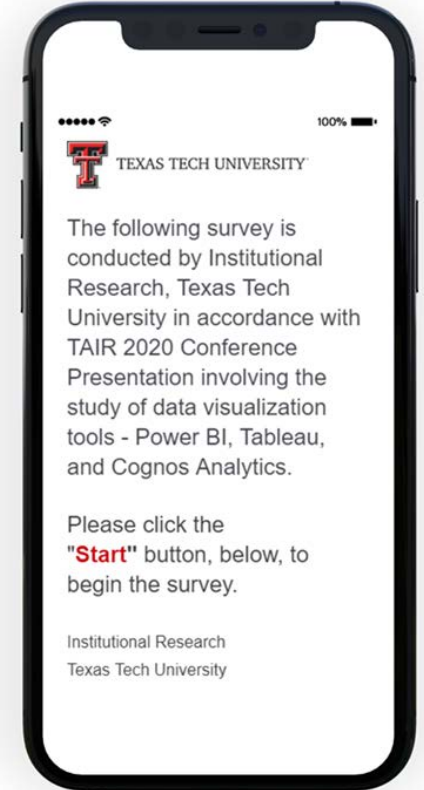 100%
TEXAS TECH UNIVERSITY
The following survey is
conducted by Institutional
Research, Texas Tech
University in accordance with
TAIR 2020 Conference
Presentation involving the
study of data visualization
tools - Power BI, Tableau,
and Cognos Analytics.
Please click the
"Start" button, below, to
begin the survey.
Institutional Research
Texas Tech University